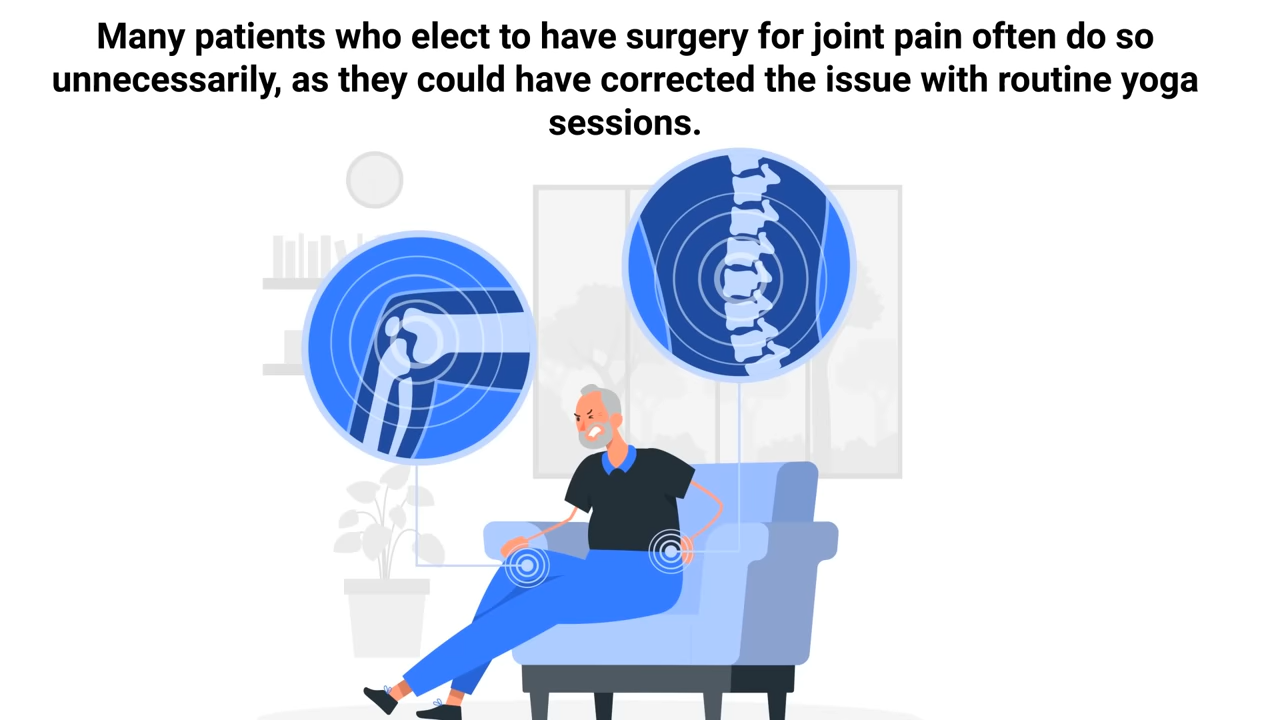 Many patients who elect to have surgery for joint pain often do so
unnecessarily, as they could have corrected the issue with routine yoga
sessions.